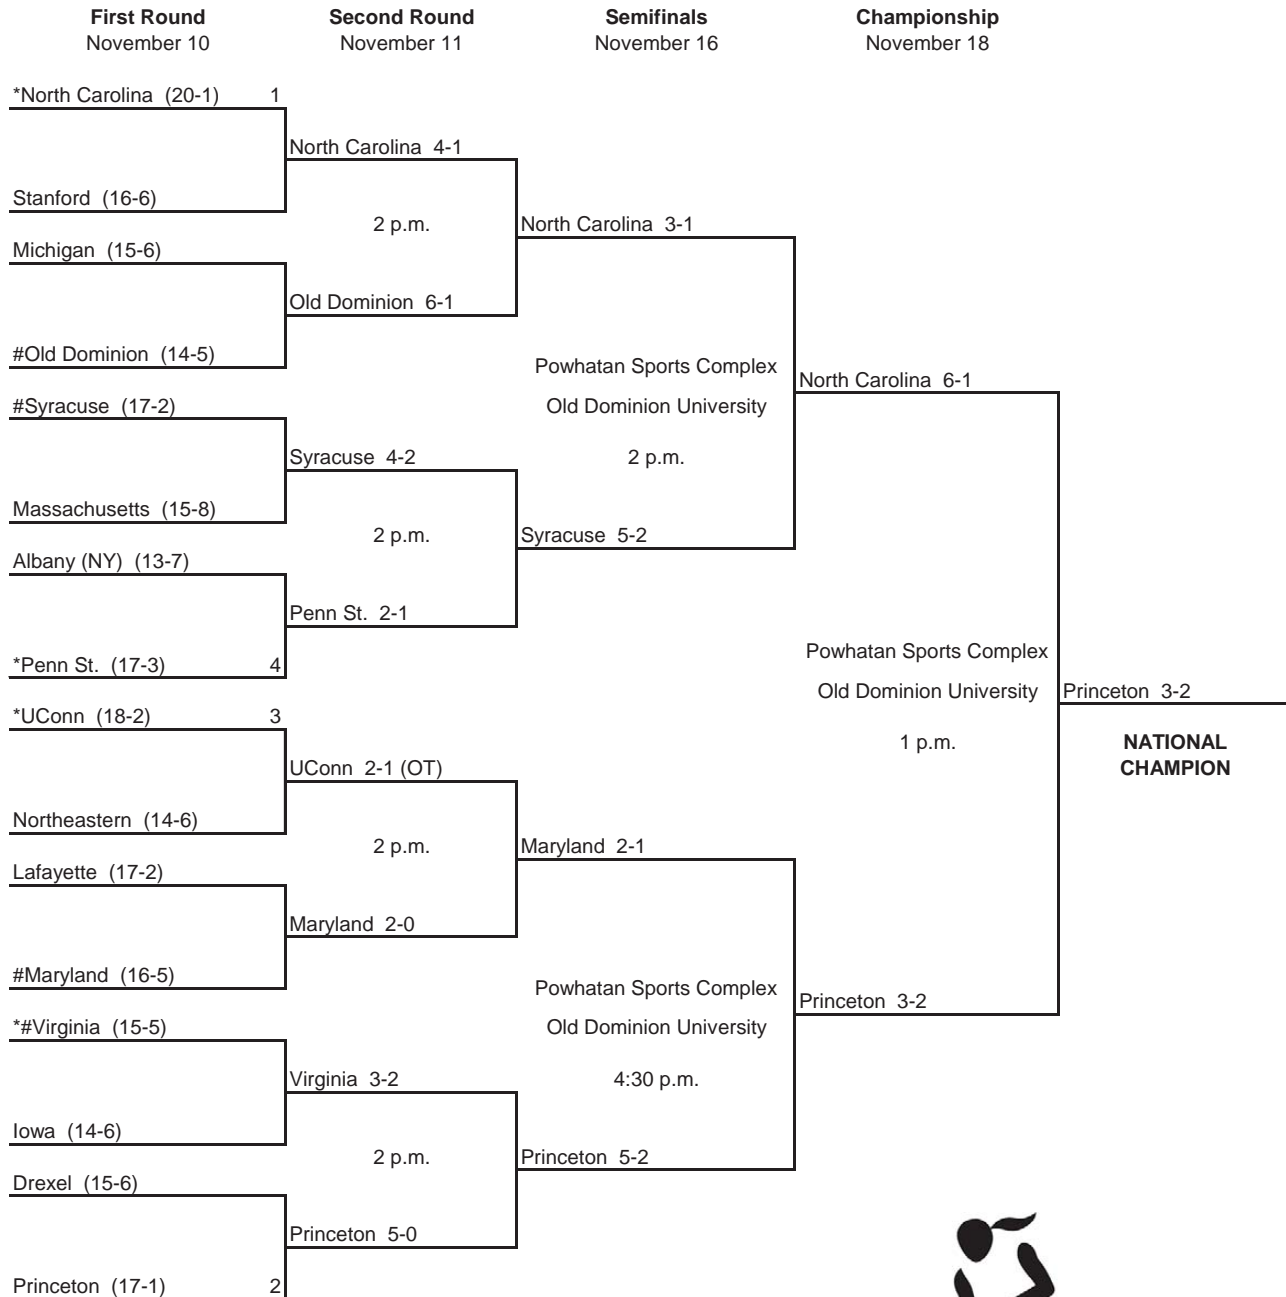 First Round
November 10
Second Round
November 11
Semifinals
November 16
Championship
November 18
*North Carolina (20-1) 1
Stanford (16-6)
Michigan (15-6)
#Old Dominion (14-5)
#Syracuse (17-2)
Massachusetts (15-8)
Albany (NY) (13-7)
*Penn St. (17-3) 4
*UConn (18-2) 3
Northeastern (14-6)
Lafayette (17-2)
#Maryland (16-5)
*#Virginia (15-5)
Iowa (14-6)
Drexel (15-6)
Princeton (17-1) 2
North Carolina 4-1
2 p.m.
Old Dominion 6-1
Syracuse 4-2
2 p.m.
Penn St. 2-1
UConn 2-1 (OT)
2 p.m.
Maryland 2-0
Virginia 3-2
2 p.m.
Princeton 5-0
North Carolina 3-1
Powhatan Sports Complex
Old Dominion University
2 p.m.
Syracuse 5-2
Maryland 2-1
Powhatan Sports Complex
Old Dominion University
4:30 p.m.
Princeton 5-2
North Carolina 6-1
Powhatan Sports Complex
Old Dominion University
1 p.m.
Princeton 3-2
Princeton 3-2
NATIONAL
CHAMPION